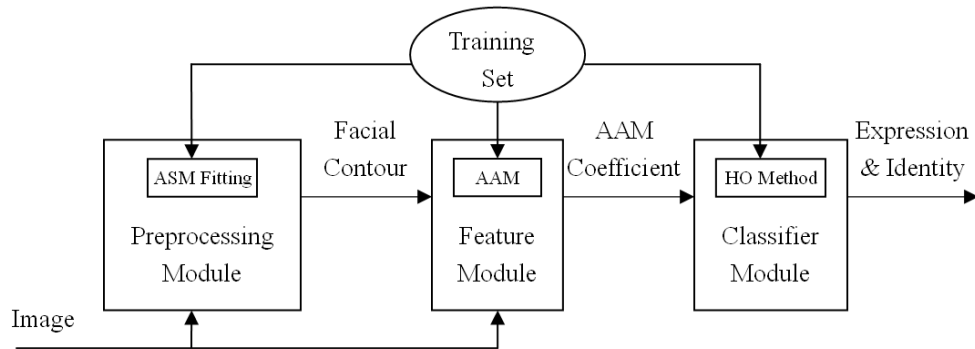 Training
Set
Facial
Contour
AAM
Coefficient
Expression
& Identity
ASM Fitting
AAM
HO Method
Preprocessing
Module
Feature
Module
Classifier
Module
Image